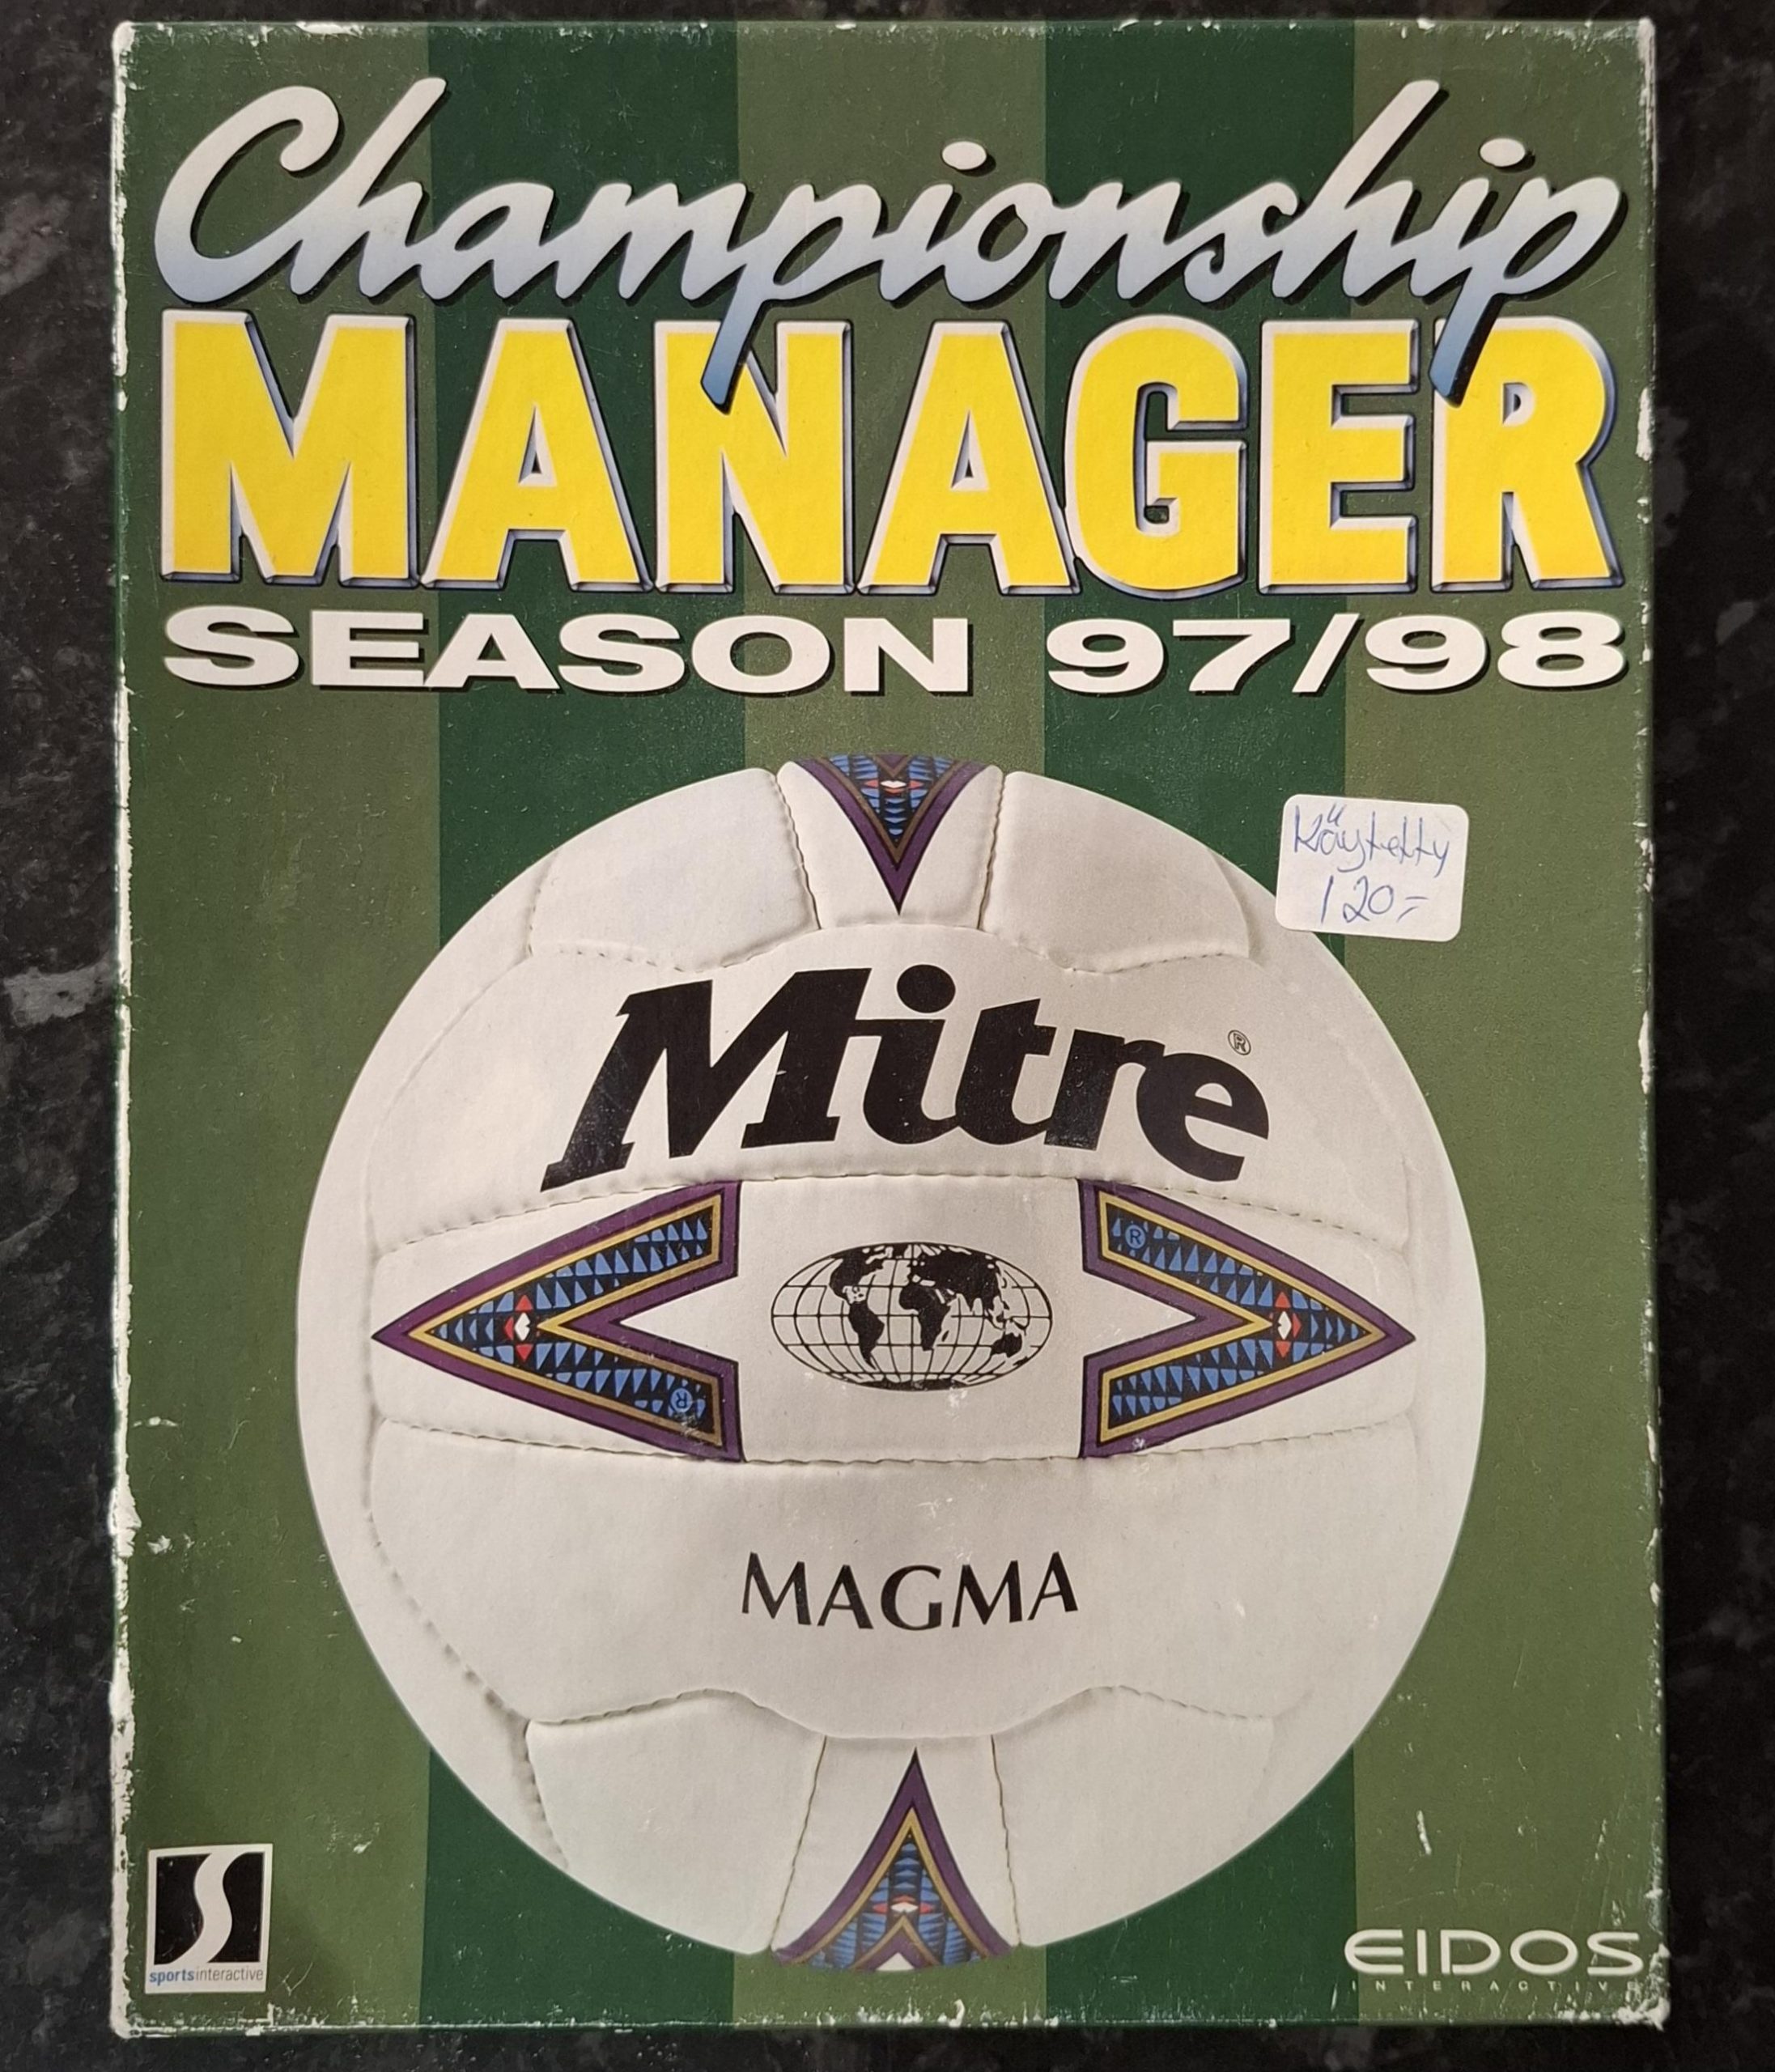 Championship
MANAGER
SEASON 97/98
Käytetty
120,-
Mitre®
®
®
MAGMA
sportsinteractive
EIDOS
INTERACTIVE